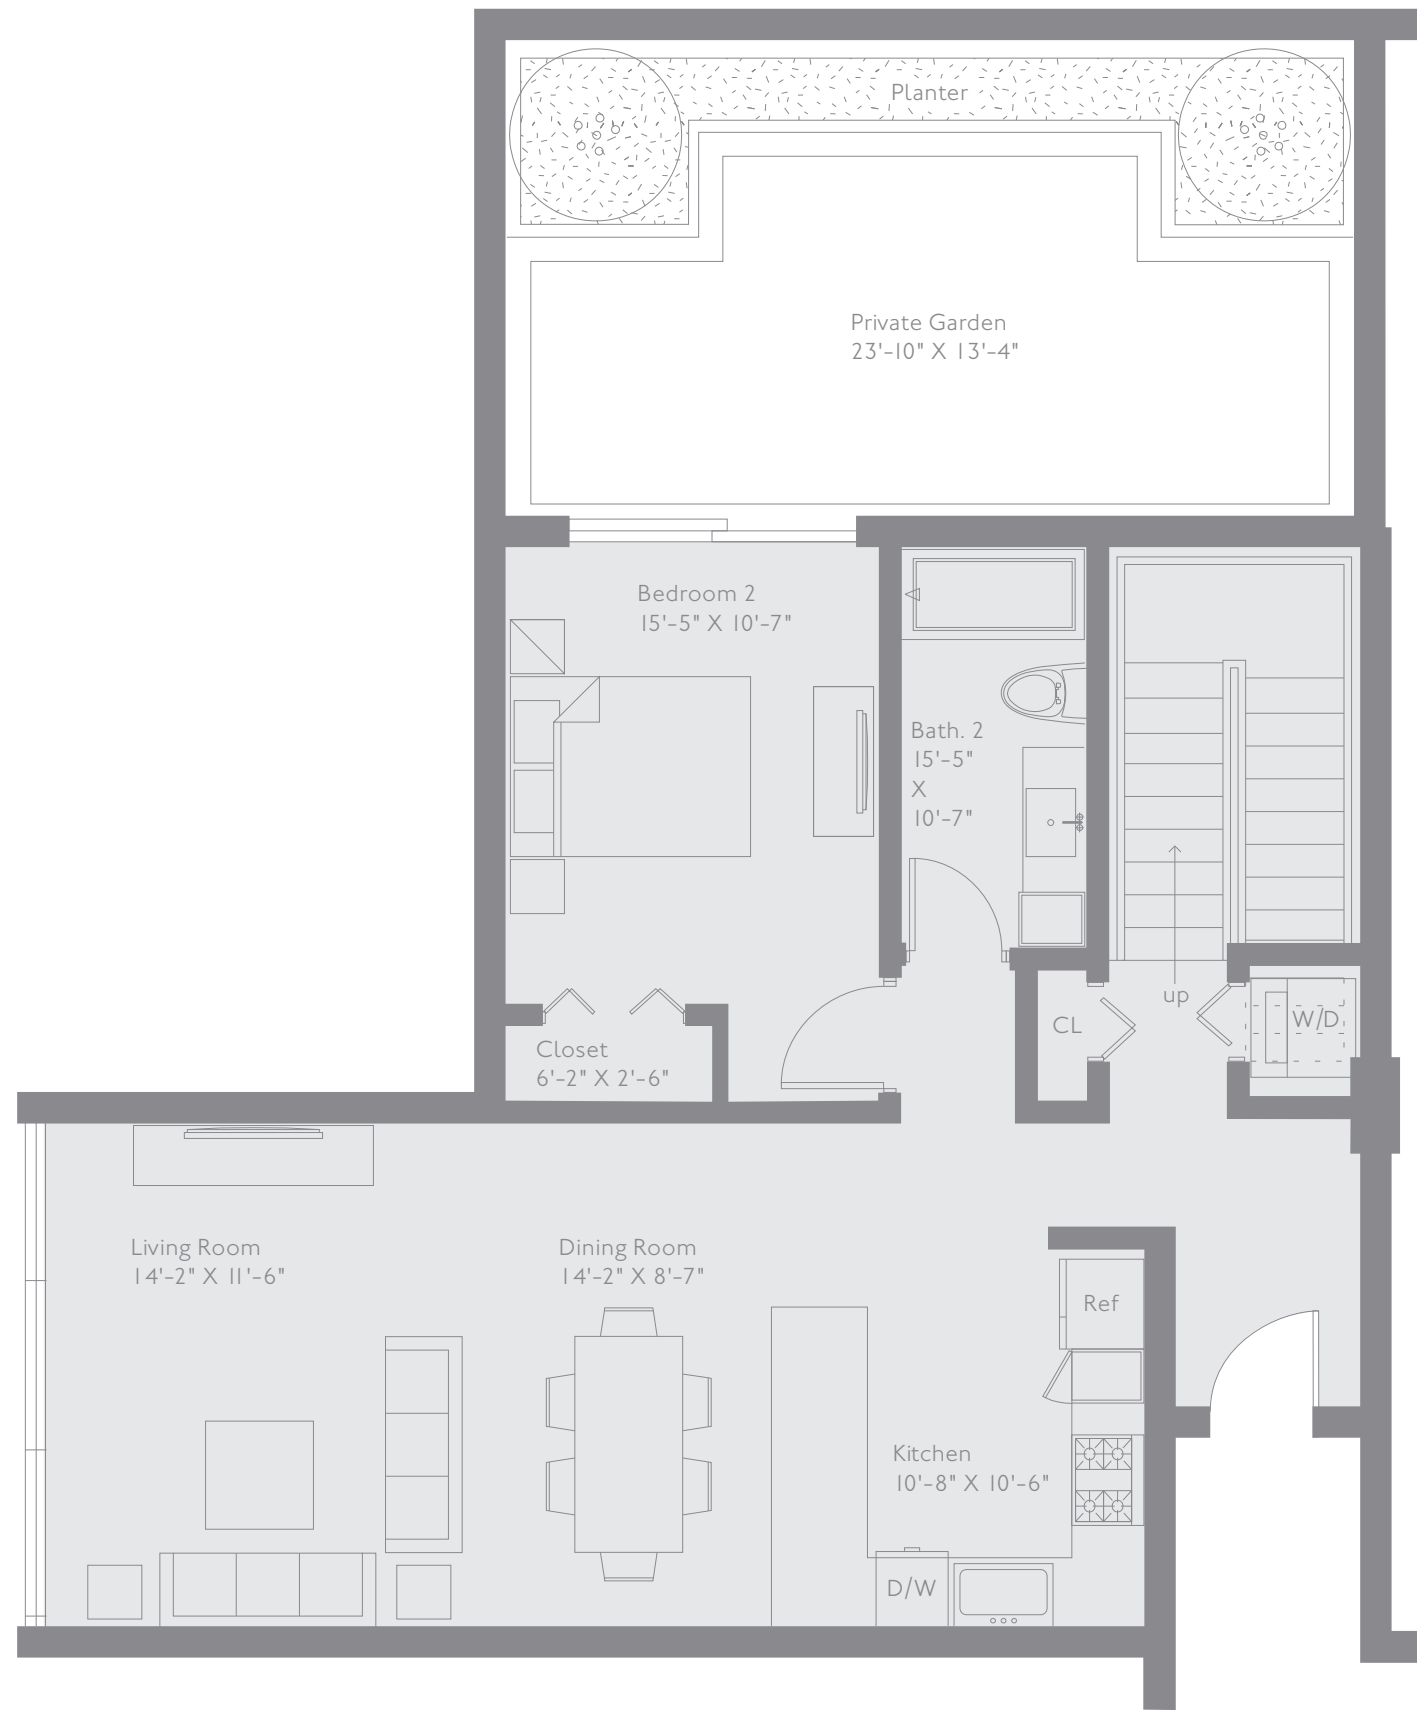 Planter
Private Garden
23'-10" X 13'-4"
Bedroom 2
15'-5" X 10'-7"
Bath. 2
15'-5"
X
10'-7"
up
CL
W/D
Closet
6'-2" X 2'-6"
Living Room
14'-2" X 11'-6"
Dining Room
14'-2" X 8'-7"
Ref
Kitchen
10'-8" X 10'-6"
D/W